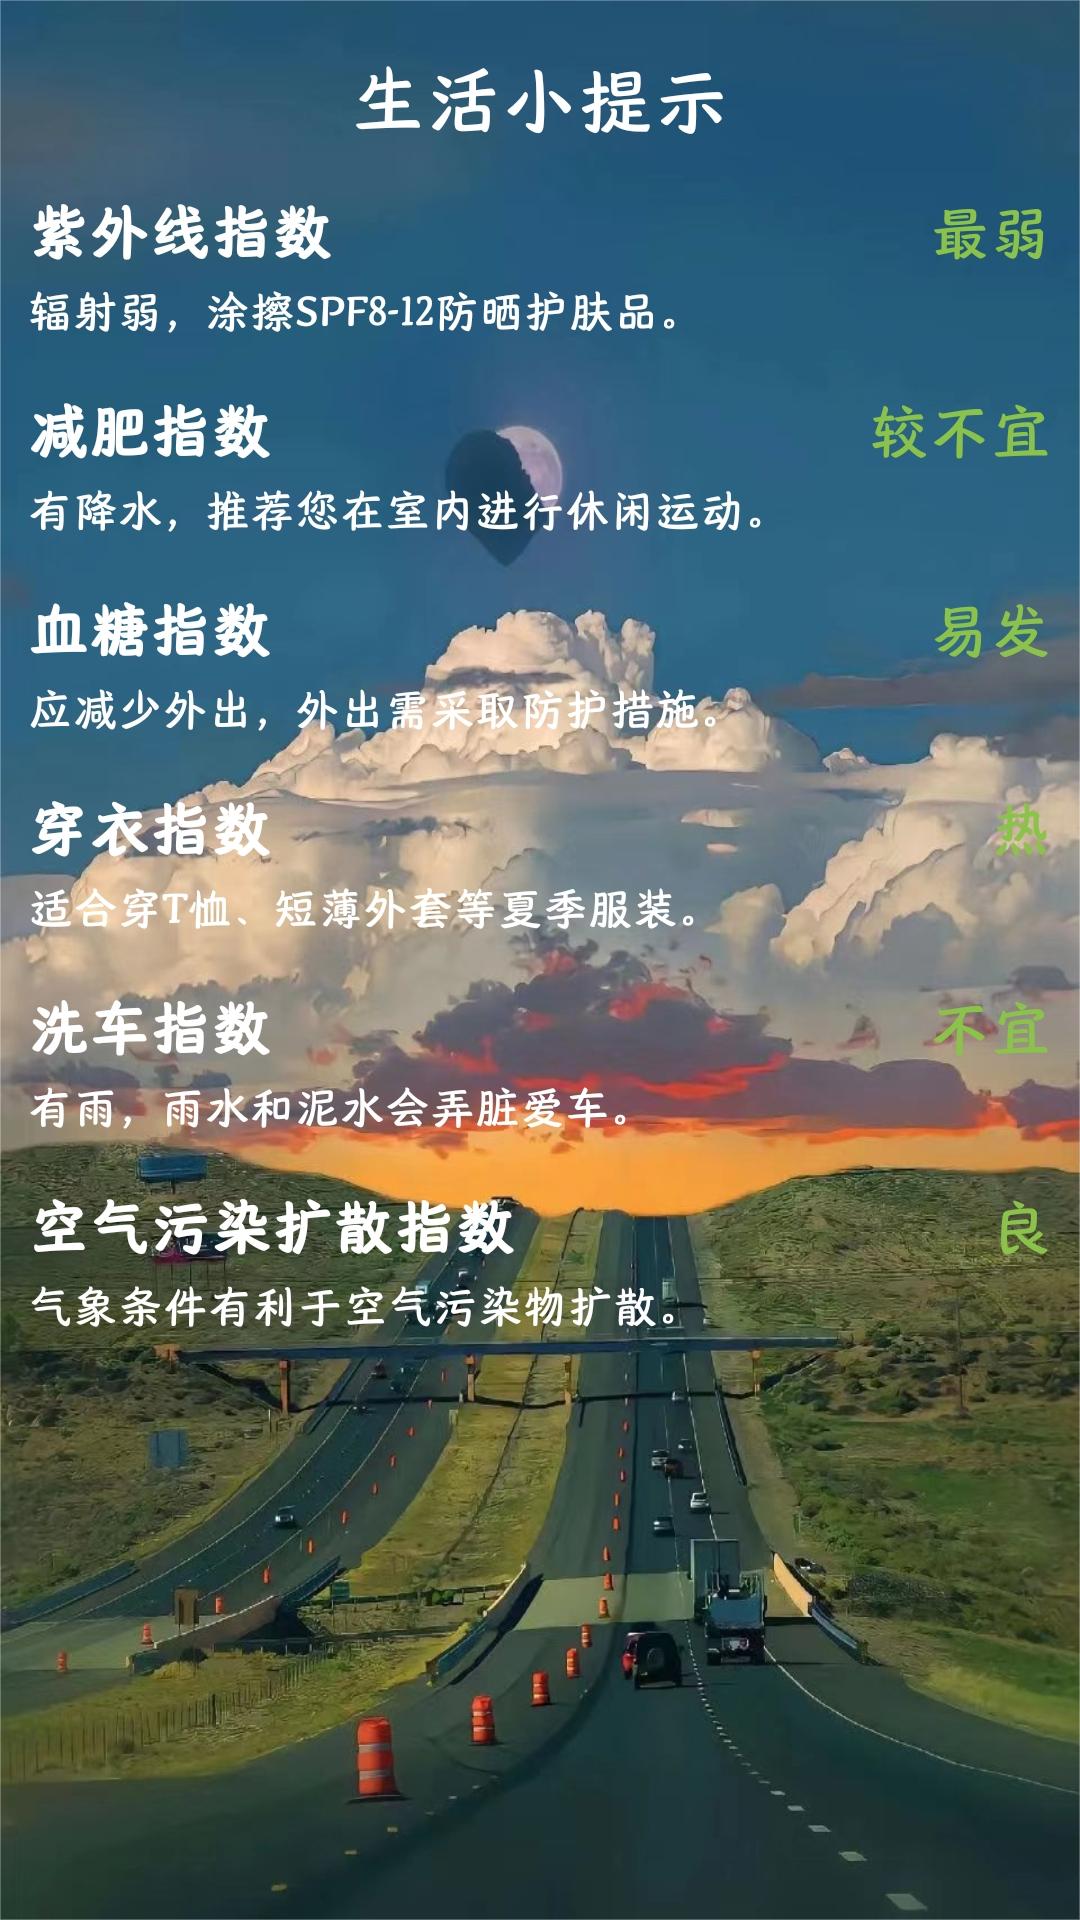 生活小提示
紫外线指数 最弱
辐射弱，涂擦SPF8-12防晒护肤品。
减肥指数 较不宜
有降水，推荐您在室内进行休闲运动。
血糖指数 易发
应减少外出，外出需采取防护措施。
穿衣指数 热
适合穿T恤、短薄外套等夏季服装。
洗车指数 不宜
有雨，雨水和泥水会弄脏爱车。
空气污染扩散指数 良
气象条件有利于空气污染物扩散。